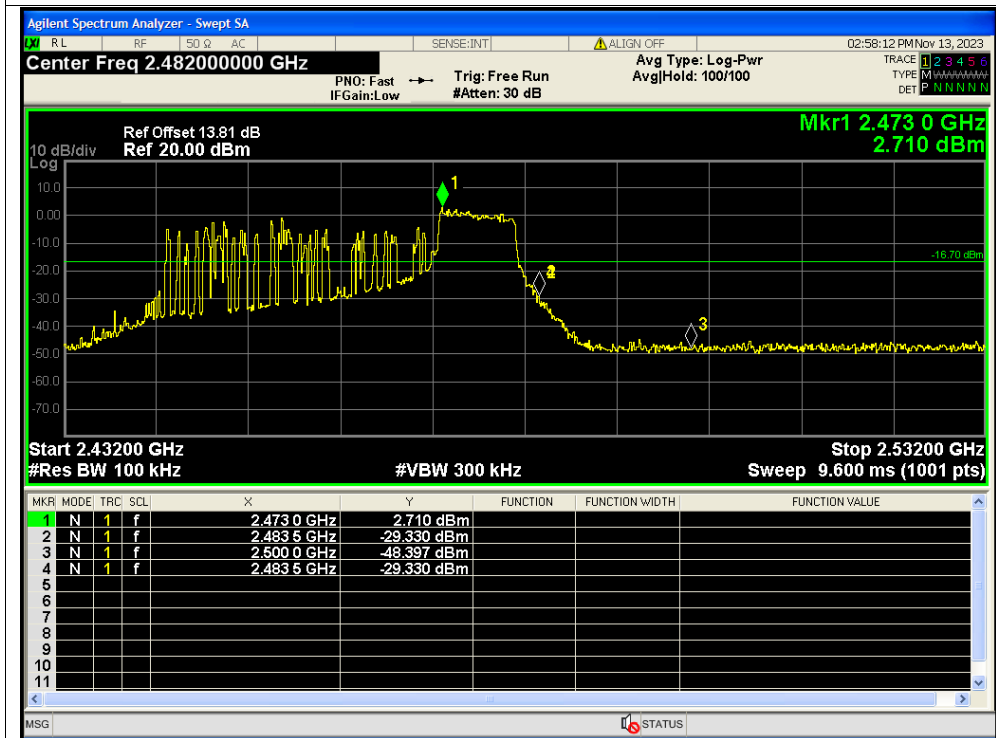 Agilent Spectrum Analyzer - Swept SA
LXI RL RF 50 Ω AC SENSE:INT ALIGN OFF 02:58:12 PM Nov 13, 2023
Center Freq 2.482000000 GHz
PNO: Fast
IFGain:Low
Trig: Free Run
#Atten: 30 dB
Avg Type: Log-Pwr
Avg|Hold: 100/100
TRACE 1 2 3 4 5 6
TYPE M
DET P N N N N N
Mkr1 2.473 0 GHz
2.710 dBm
Ref Offset 13.81 dB
10 dB/div Ref 20.00 dBm
Log
10.0
0.00
-10.0
-20.0
-30.0
-40.0
-50.0
-60.0
-70.0
1
-16.70 dBm
3
Start 2.43200 GHz Stop 2.53200 GHz
#Res BW 100 kHz #VBW 300 kHz Sweep 9.600 ms (1001 pts)
MKR MODE TRC SCL X Y FUNCTION FUNCTION WIDTH FUNCTION VALUE
1 N 1 f 2.473 0 GHz 2.710 dBm
2 N 1 f 2.483 5 GHz -29.330 dBm
3 N 1 f 2.500 0 GHz -48.397 dBm
4 N 1 f 2.483 5 GHz -29.330 dBm
5
6
7
8
9
10
11
MSG STATUS